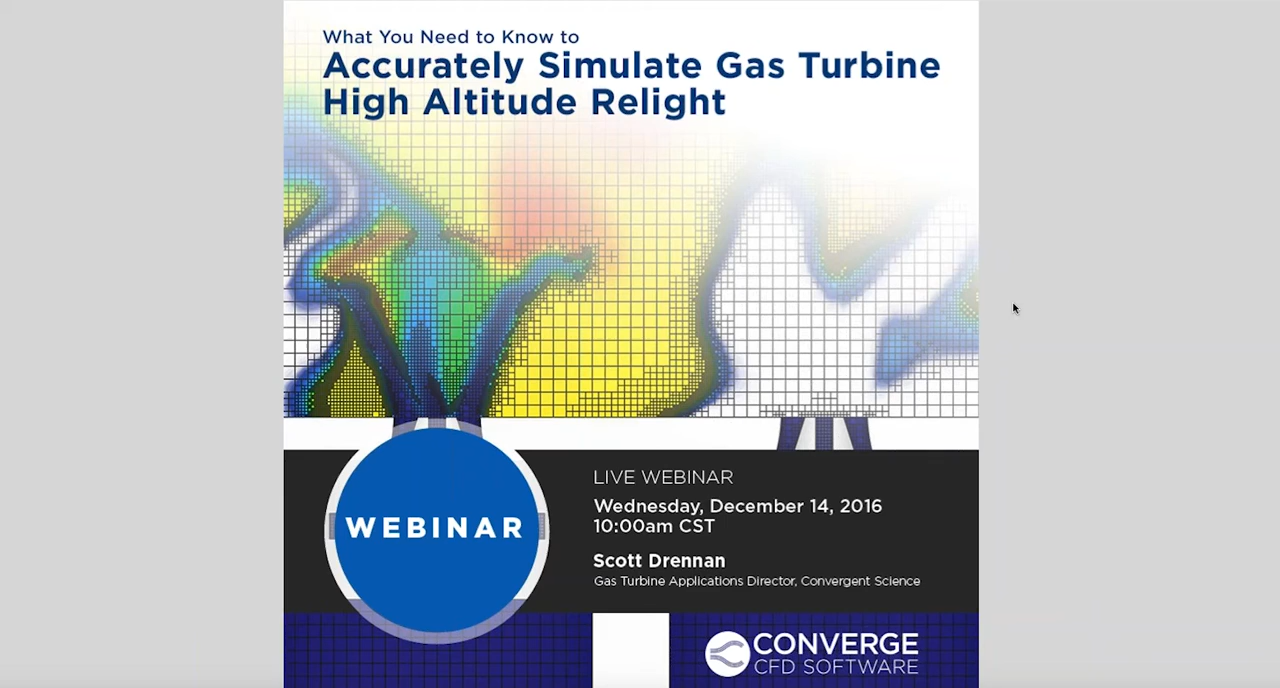 What You Need to Know to
Accurately Simulate Gas Turbine
High Altitude Relight
WEBINAR
LIVE WEBINAR
Wednesday, December 14, 2016
10:00am CST
Scott Drennan
Gas Turbine Applications Director, Convergent Science
CONVERGE
CFD SOFTWARE